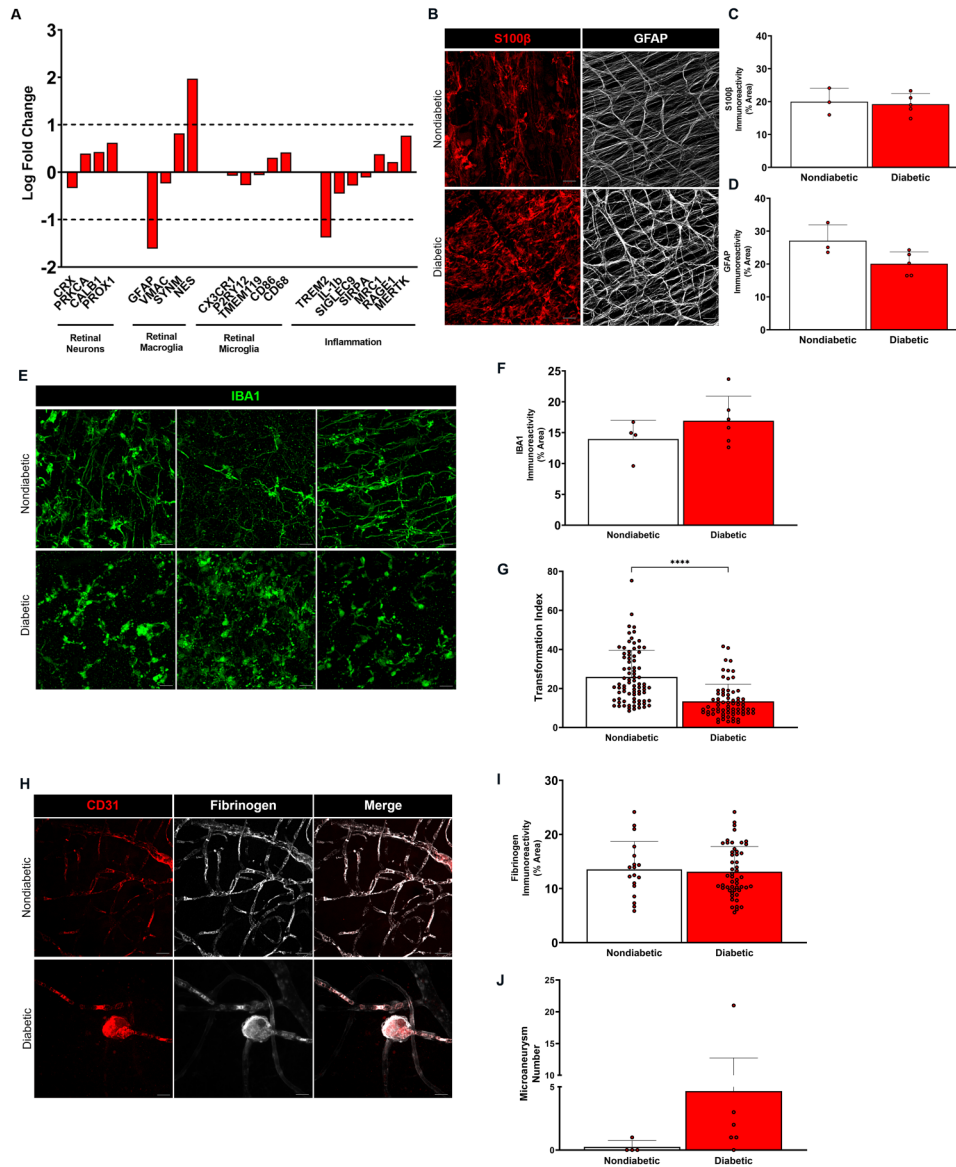 A
Log Fold Change
2
1
0
-1
-2
CRX
PRKCA
CALB1
PROX1
GFAP
VMAC
SYNM
NES
CX3CR1
P2RY12
TMEM119
CD86
CD68
TREM2
IL-1b
SIGLEC9
SIRPA
MRC1
RAGE1
MERTK
Retinal
Neurons
Retinal
Macroglia
Retinal
Microglia
Inflammation
B
S100β
GFAP
Nondiabetic
Diabetic
C
S100β
Immunoreactivity
(% Area)
40
30
20
10
0
Nondiabetic
Diabetic
D
GFAP
Immunoreactivity
(% Area)
40
30
20
10
0
Nondiabetic
Diabetic
E
IBA1
Nondiabetic
Diabetic
F
IBA1
Immunoreactivity
(% Area)
25
20
15
10
5
0
Nondiabetic
Diabetic
G
Transformation Index
80
60
40
20
0
****
Nondiabetic
Diabetic
H
CD31
Fibrinogen
Merge
Nondiabetic
Diabetic
I
Fibrinogen
Immunoreactivity
(% Area)
30
20
10
0
Nondiabetic
Diabetic
J
Microaneurysm
Number
25
20
15
10
5
0
Nondiabetic
Diabetic